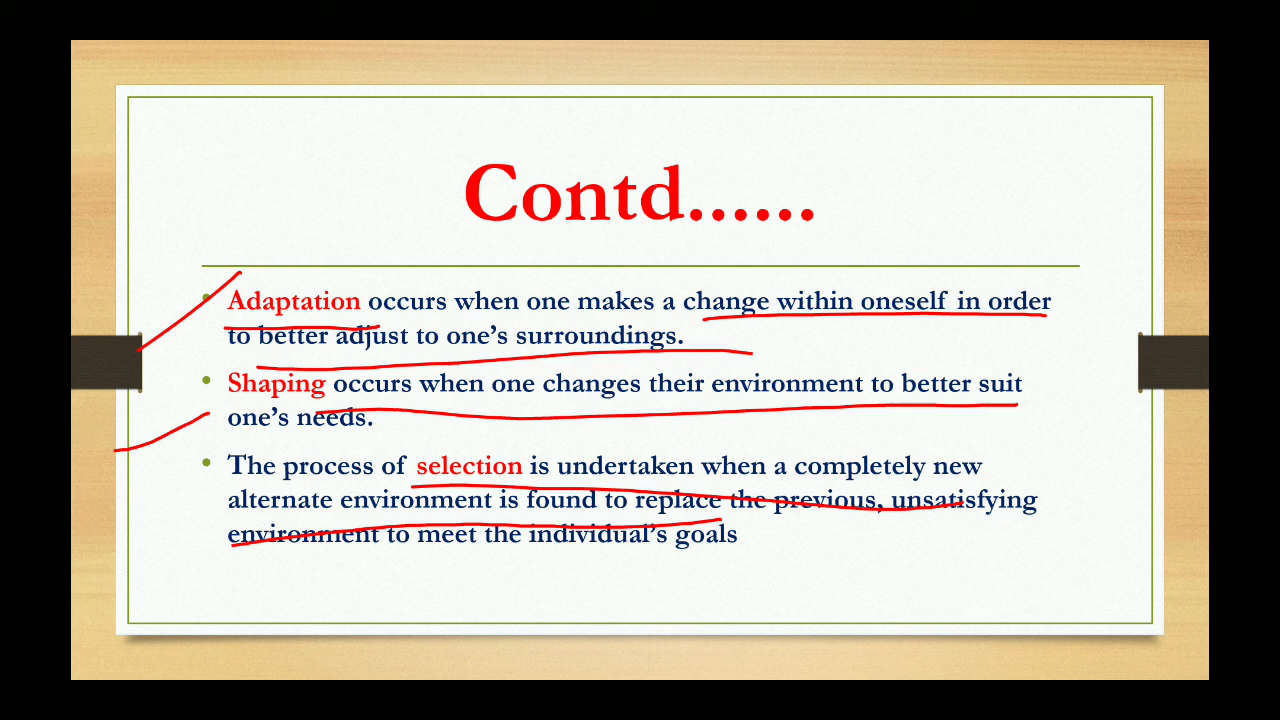 Contd......
• Adaptation occurs when one makes a change within oneself in order
to better adjust to one's surroundings.
• Shaping occurs when one changes their environment to better suit
one's needs.
• The process of selection is undertaken when a completely new
alternate environment is found to replace the previous, unsatisfying
environment to meet the individual's goals